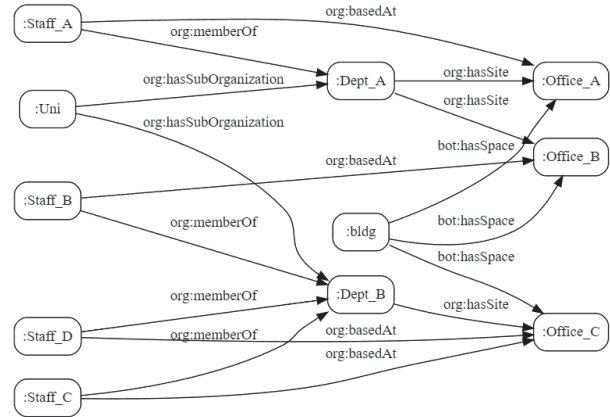 org:basedAt
:Staff_A
org:memberOf
org:hasSubOrganization
:Dept_A
org:hasSite
:Office_A
org:hasSite
:Uni
org:hasSubOrganization
bot:hasSpace
org:basedAt
:Office_B
:Staff_B
org:memberOf
:bldg
bot:hasSpace
bot:hasSpace
:Dept_B
org:memberOf
org:hasSite
:Staff_D
org:memberOf
org:basedAt
:Office_C
org:basedAt
:Staff_C